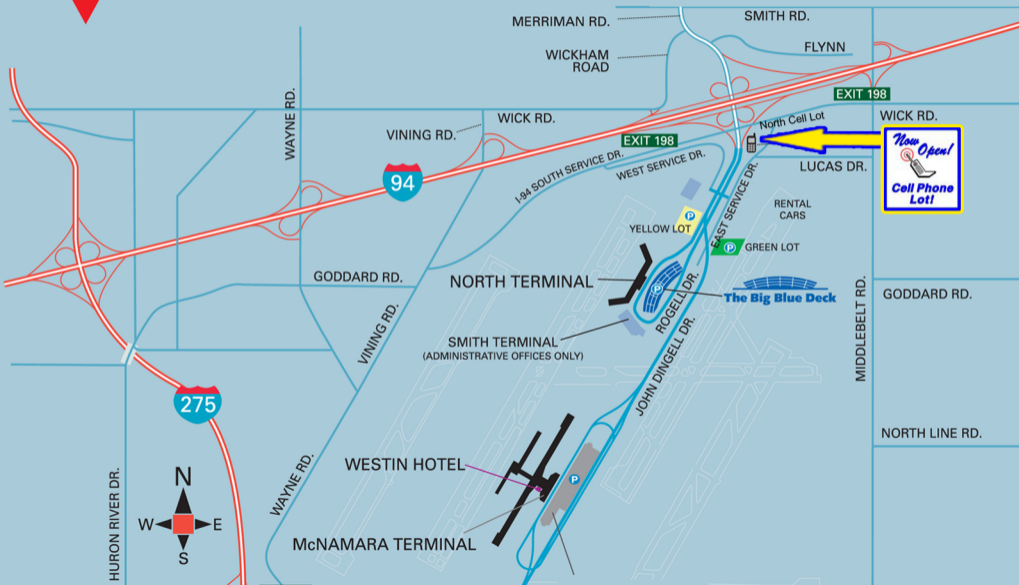 MERRIMAN RD.
SMITH RD.
WICKHAM
ROAD
FLYNN
EXIT 198
WAYNE RD.
WICK RD.
VINING RD.
North Cell Lot
WICK RD.
EXIT 198
Now
Open!
Cell Phone
Lot!
I-94 SOUTH SERVICE DR.
WEST SERVICE DR.
LUCAS DR.
94
EAST SERVICE DR.
RENTAL
CARS
P
YELLOW LOT
P
GREEN LOT
GODDARD RD.
NORTH TERMINAL
P
The Big Blue Deck
GODDARD RD.
ROGELL DR.
MIDDLEBELT RD.
VINING RD.
SMITH TERMINAL
(ADMINISTRATIVE OFFICES ONLY)
JOHN DINGELL DR.
275
NORTH LINE RD.
WESTIN HOTEL
P
HURON RIVER DR.
WAYNE RD.
N
W
E
S
McNAMARA TERMINAL